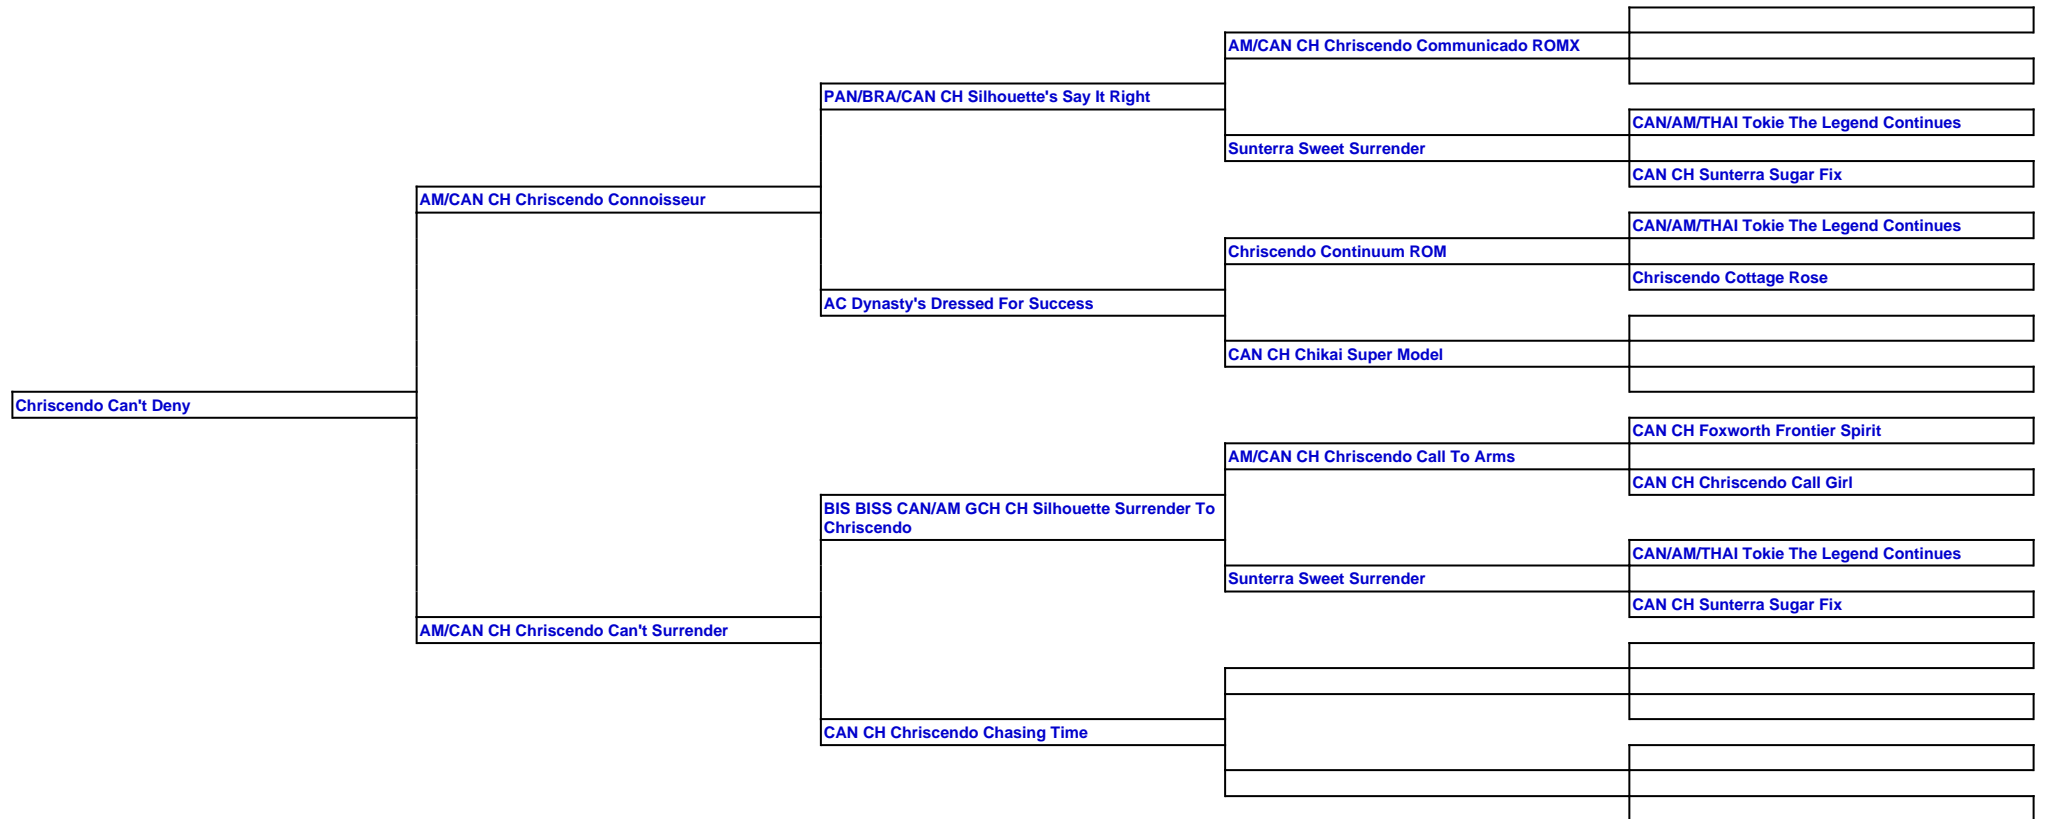 AM/CAN CH Chriscendo Communicado ROMX
PAN/BRA/CAN CH Silhouette's Say It Right
CAN/AM/THAI Tokie The Legend Continues
Sunterra Sweet Surrender
CAN CH Sunterra Sugar Fix
AM/CAN CH Chriscendo Connoisseur
CAN/AM/THAI Tokie The Legend Continues
Chriscendo Continuum ROM
Chriscendo Cottage Rose
AC Dynasty's Dressed For Success
CAN CH Chikai Super Model
Chriscendo Can't Deny
CAN CH Foxworth Frontier Spirit
AM/CAN CH Chriscendo Call To Arms
CAN CH Chriscendo Call Girl
BIS BISS CAN/AM GCH CH Silhouette Surrender To
Chriscendo
CAN/AM/THAI Tokie The Legend Continues
Sunterra Sweet Surrender
CAN CH Sunterra Sugar Fix
AM/CAN CH Chriscendo Can't Surrender
CAN CH Chriscendo Chasing Time